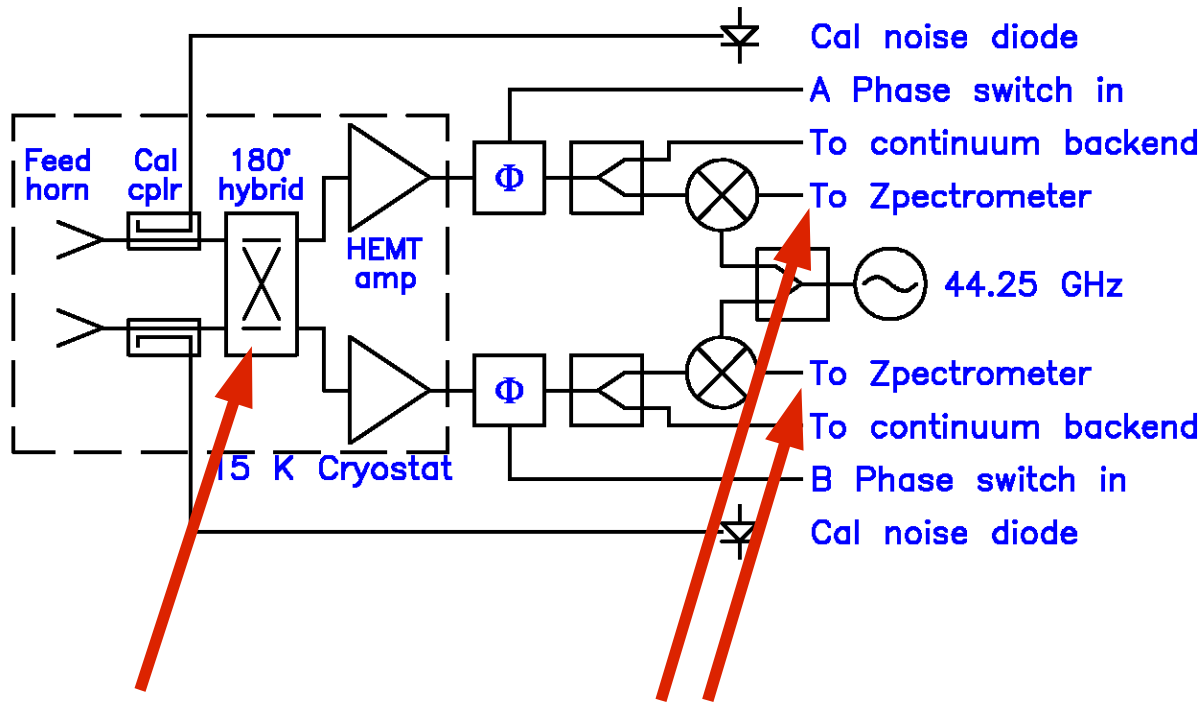 Cal noise diode
A Phase switch in
To continuum backend
To Zpectrometer
Feed horn
Cal cplr
180° hybrid
HEMT amp
Φ
44.25 GHz
Φ
To Zpectrometer
To continuum backend
15 K Cryostat
B Phase switch in
Cal noise diode